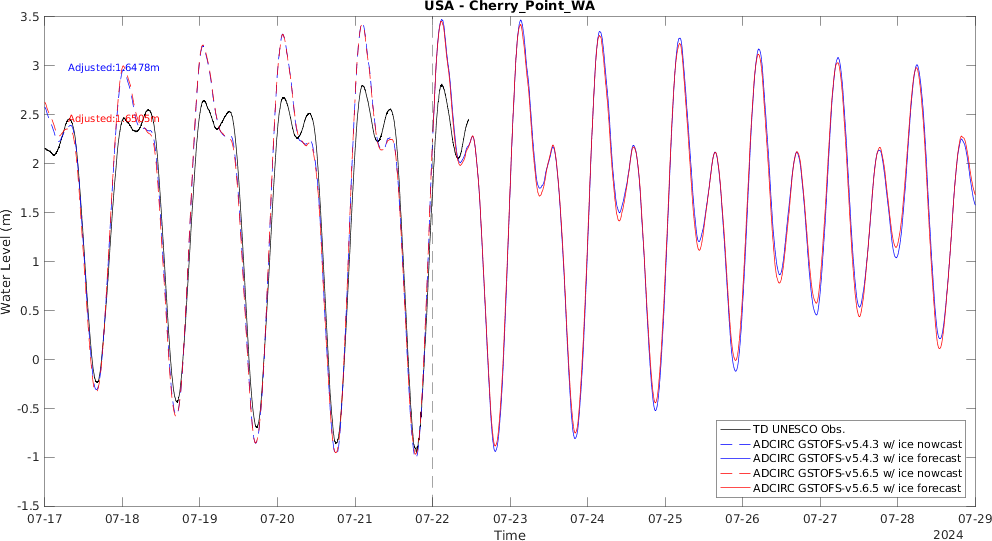 USA - Cherry_Point_WA
3.5
3
2.5
2
1.5
1
0.5
0
-0.5
-1
-1.5
Water Level (m)
Adjusted:1.6478m
Adjusted:1.6505m
TD UNESCO Obs.
ADCIRC GSTOFS-v5.4.3 w/ ice nowcast
ADCIRC GSTOFS-v5.4.3 w/ ice forecast
ADCIRC GSTOFS-v5.6.5 w/ ice nowcast
ADCIRC GSTOFS-v5.6.5 w/ ice forecast
07-17 07-18 07-19 07-20 07-21 07-22 07-23 07-24 07-25 07-26 07-27 07-28 07-29
Time
2024